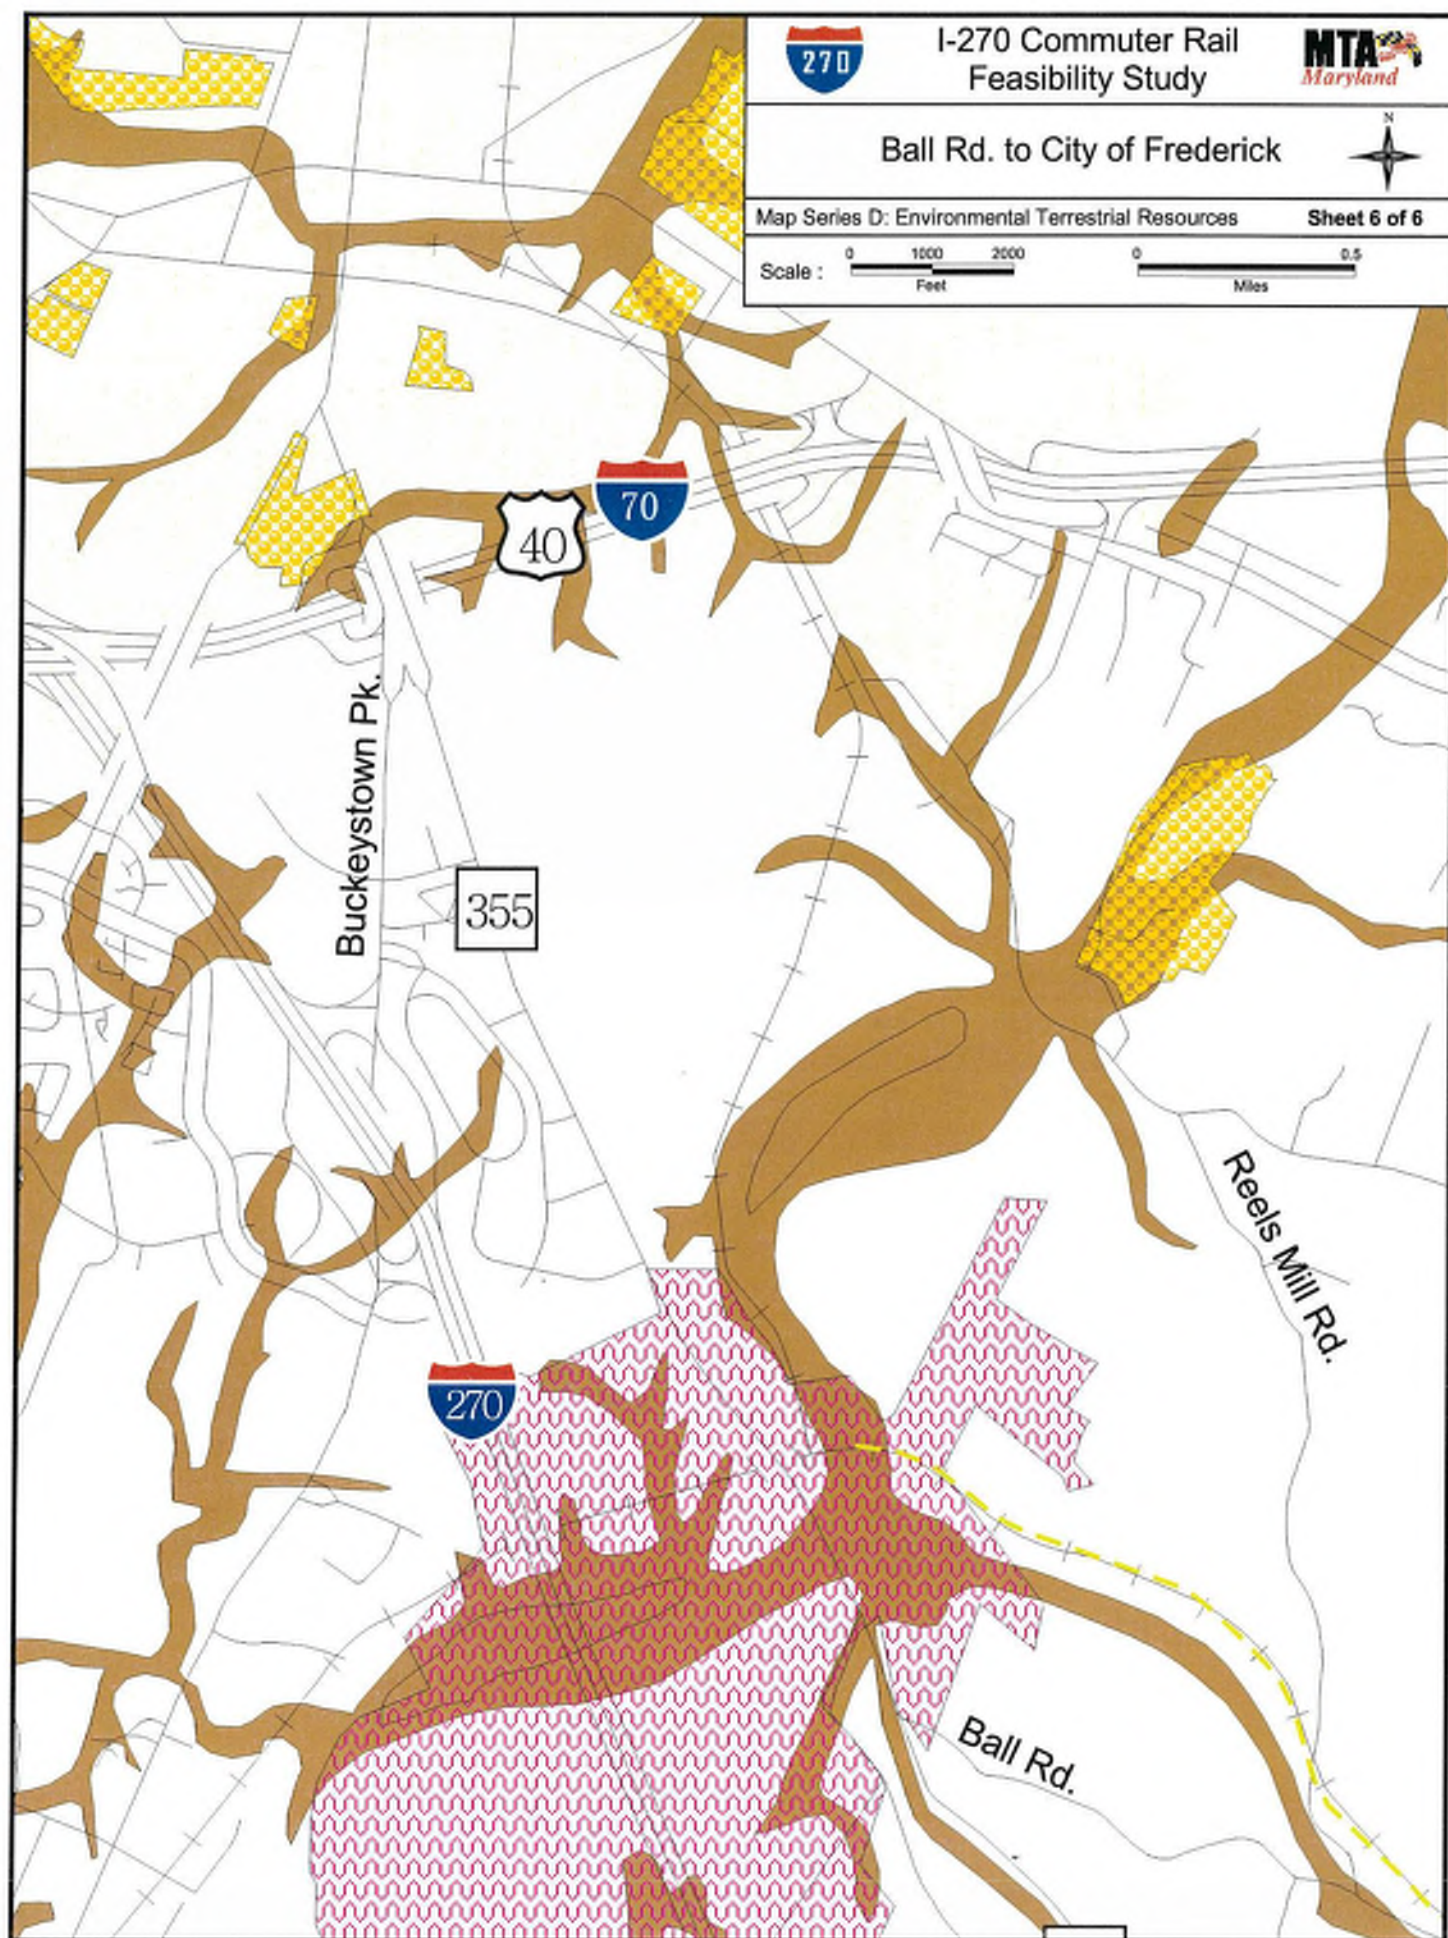 270
I-270 Commuter Rail
Feasibility Study
MTA
Maryland
Ball Rd. to City of Frederick
N
Map Series D: Environmental Terrestrial Resources
Sheet 6 of 6
Scale :
0 1000 2000
Feet
0 0.5
Miles
70
40
Buckeystown Pk.
355
Reels Mill Rd.
270
Ball Rd.